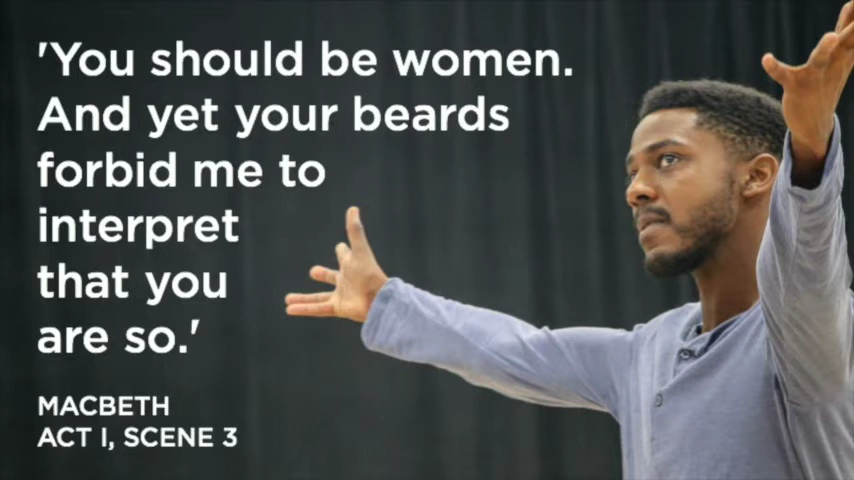 'You should be women.
And yet your beards
forbid me to
interpret
that you
are so.'
MACBETH
ACT I, SCENE 3